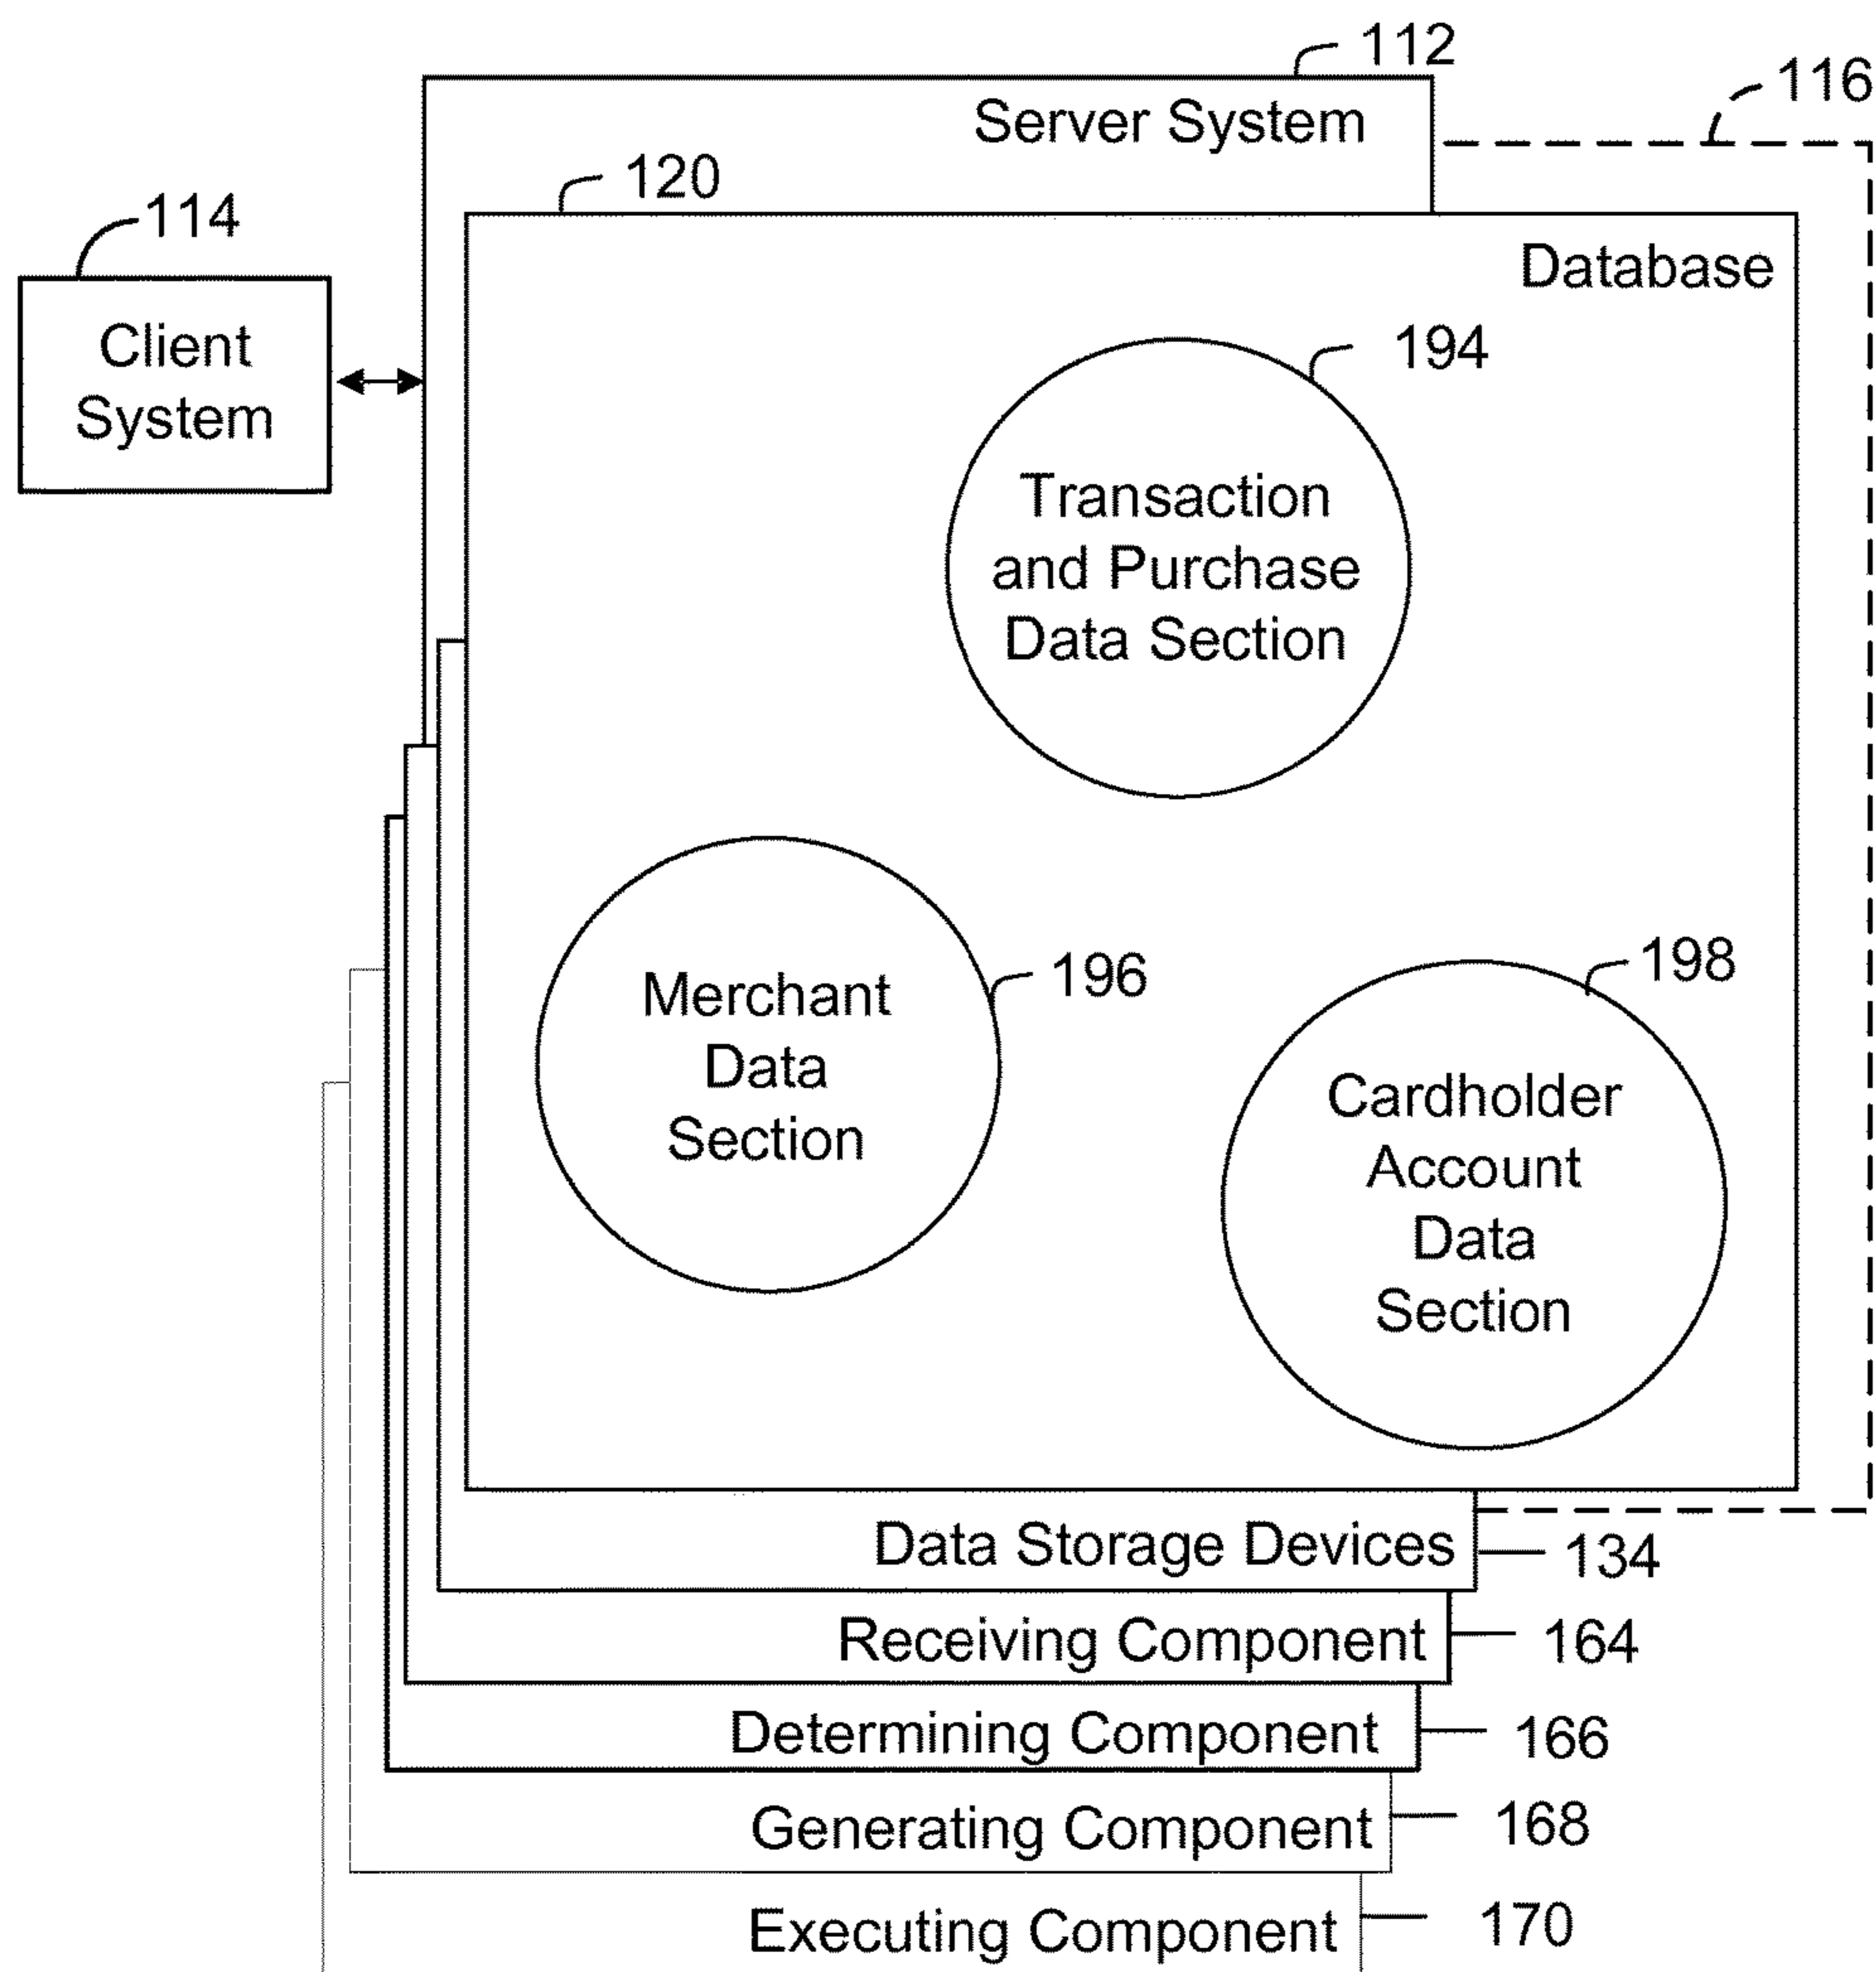 112
Server System
116
120
114
Database
Client
System
194
Transaction
and Purchase
Data Section
196
Merchant
Data
Section
198
Cardholder
Account
Data
Section
Data Storage Devices
134
Receiving Component
164
Determining Component
166
Generating Component
168
Executing Component
170